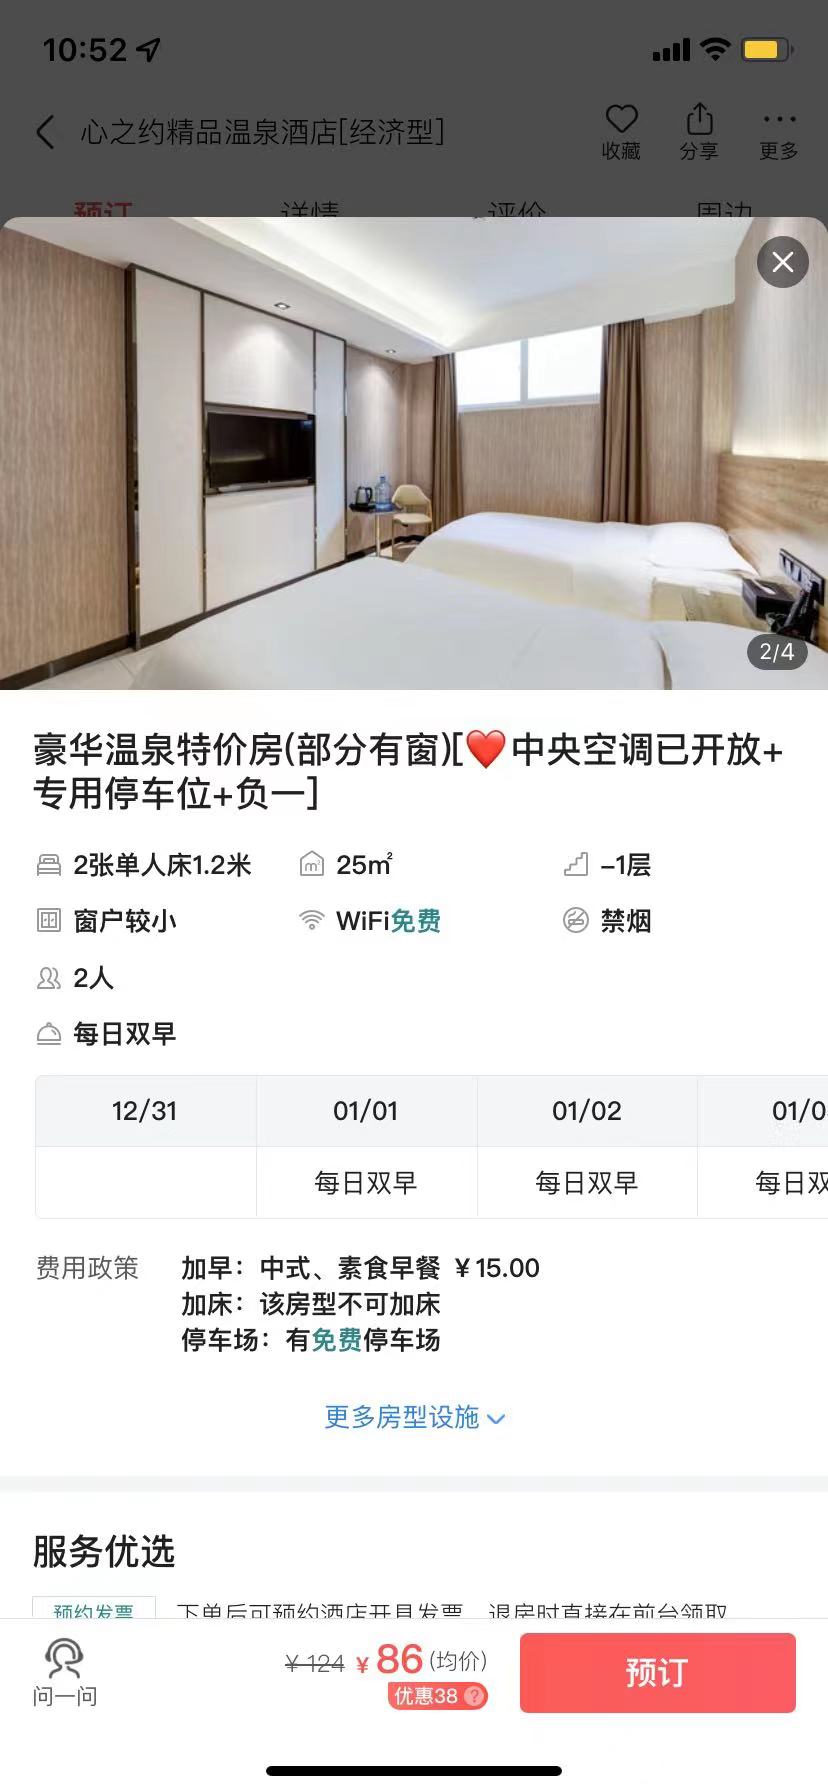 10:52
心之约精品温泉酒店[经济型]
收藏
分享
更多
预订
详情
评价
周边
2/4
豪华温泉特价房(部分有窗)[❤️中央空调已开放+
专用停车位+负一]
2张单人床1.2米
25㎡
-1层
窗户较小
WiFi免费
禁烟
2人
每日双早
12/31
01/01
01/02
01/0
每日双早
每日双早
每日双
费用政策
加早：中式、素食早餐 ¥15.00
加床：该房型不可加床
停车场：有免费停车场
更多房型设施
服务优选
预约发票
下单后可预约酒店开具发票，退房时直接在前台领取
问一问
¥124 ¥86(均价)
优惠38 ?
预订